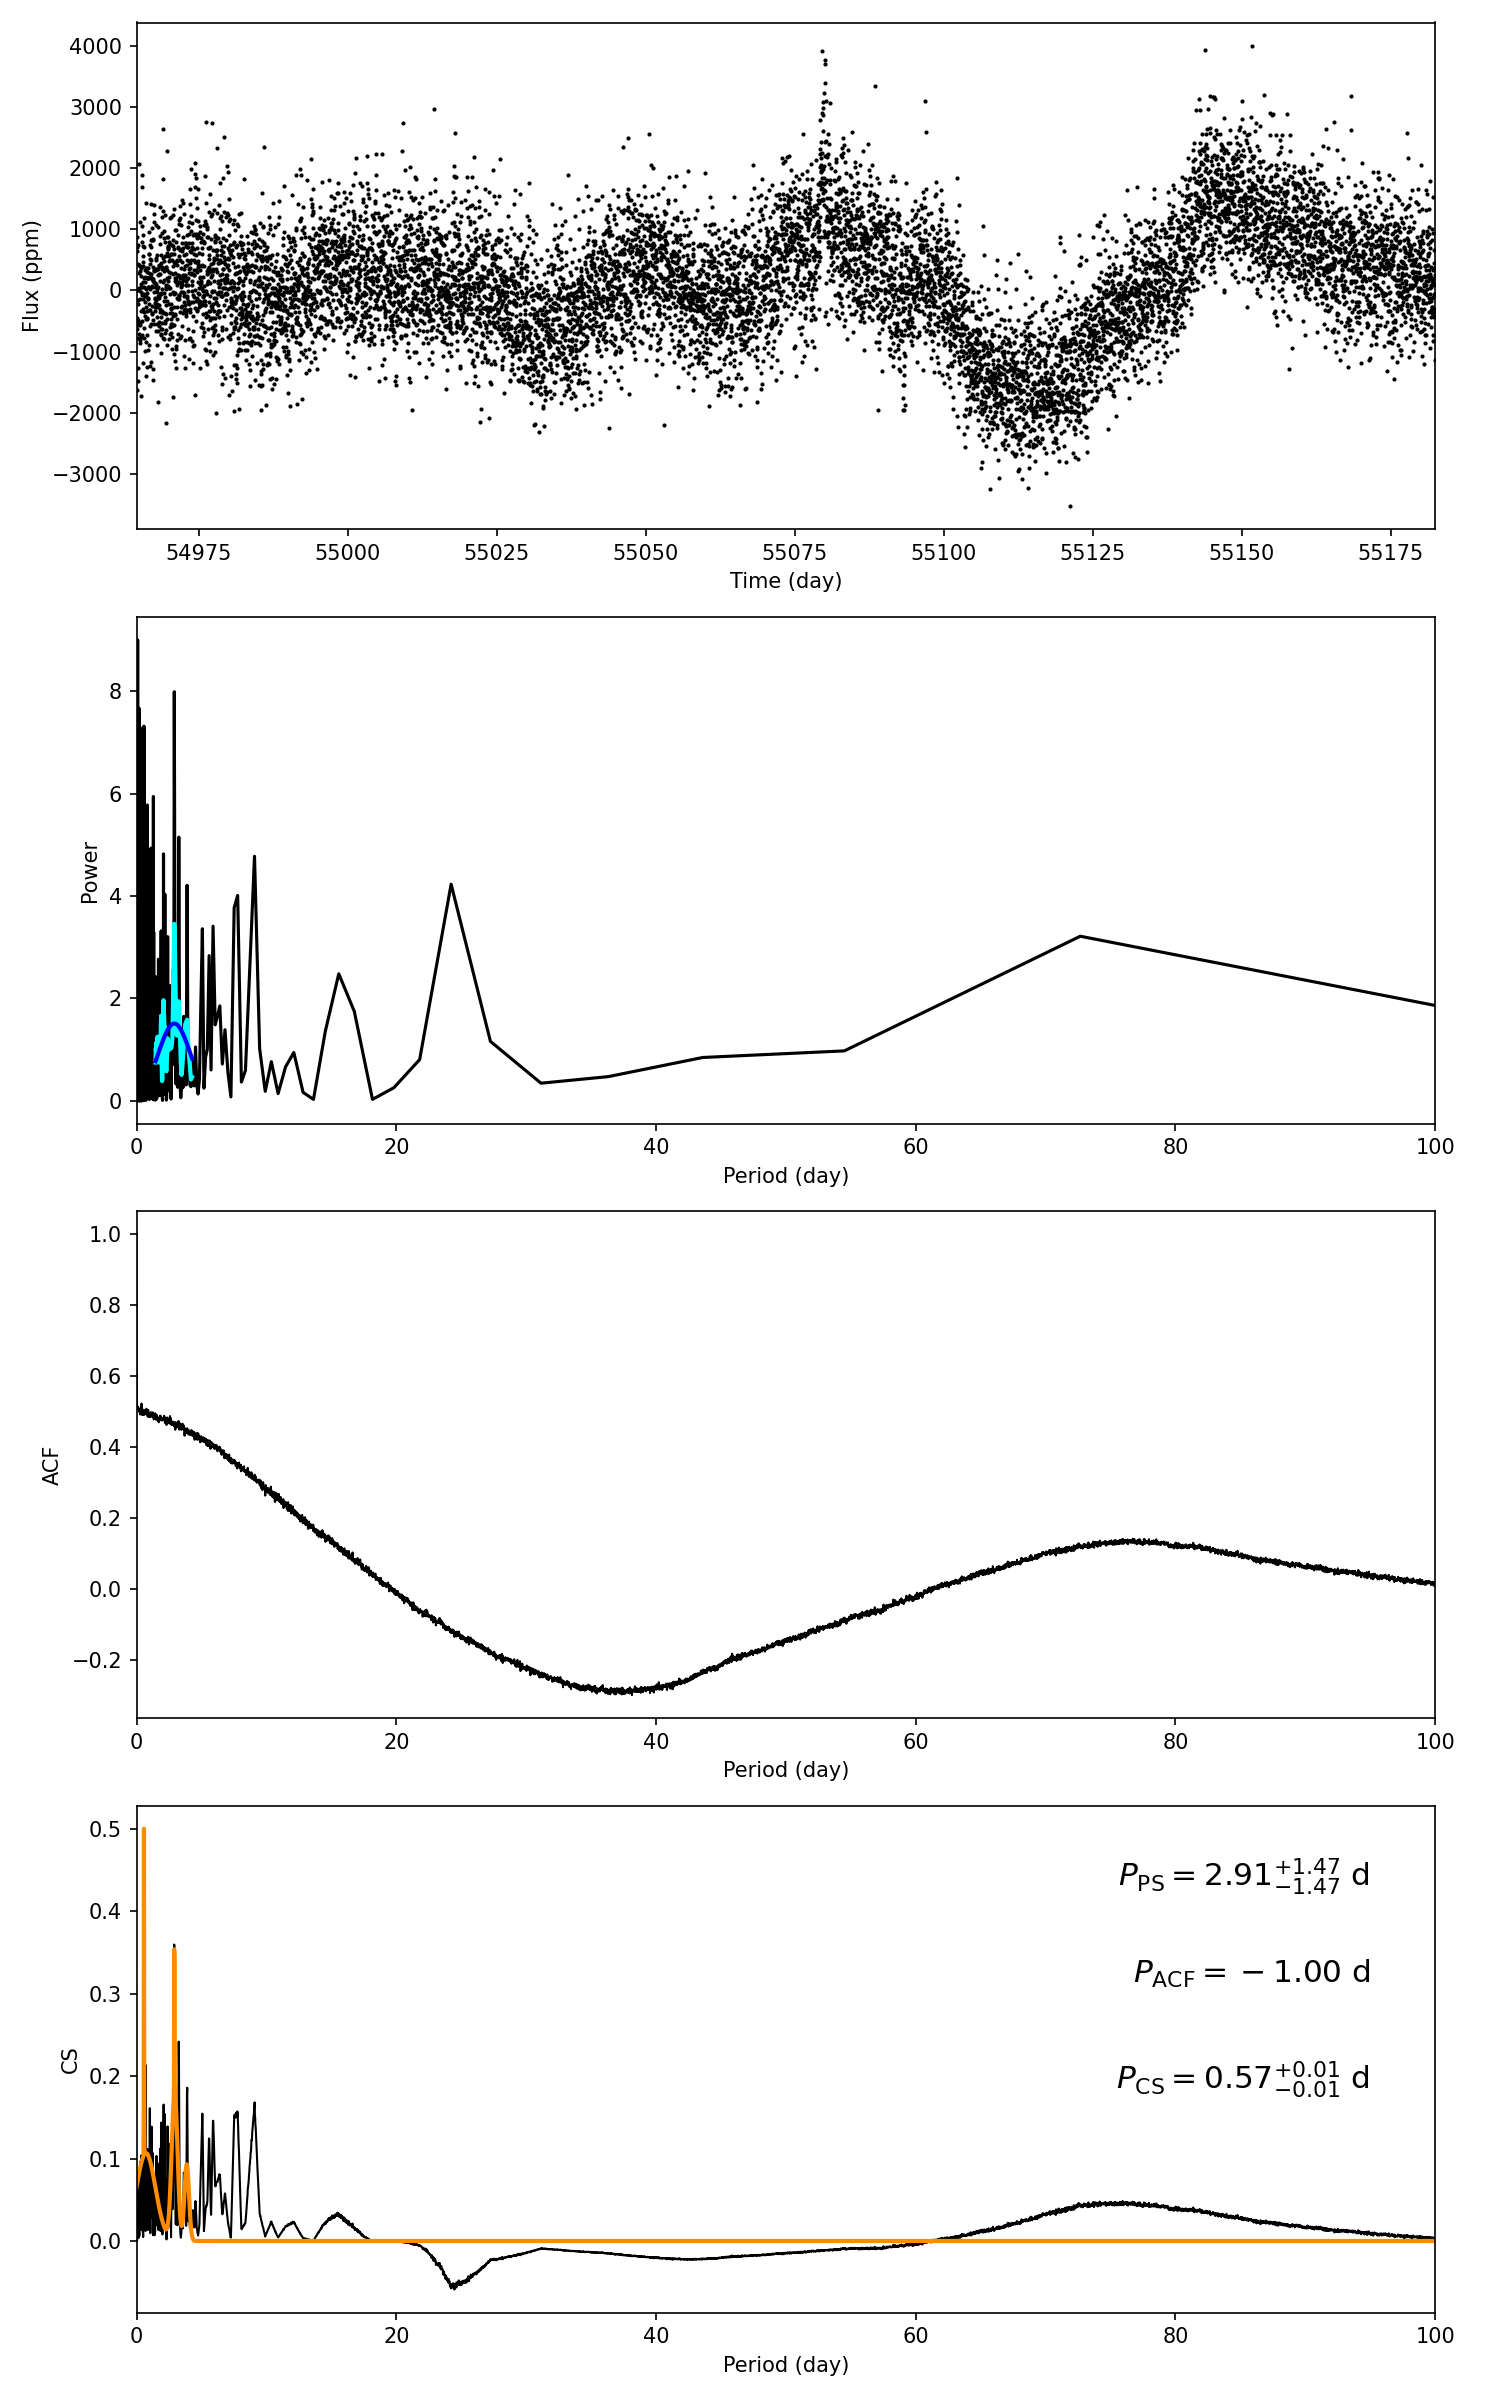 4000
3000
2000
1000
0
−1000
−2000
−3000
Flux (ppm)
54975 55000 55025 55050 55075 55100 55125 55150 55175
Time (day)
8
6
4
2
0
Power
0 20 40 60 80 100
Period (day)
1.0
0.8
0.6
0.4
0.2
0.0
−0.2
ACF
0 20 40 60 80 100
Period (day)
0.5
0.4
0.3
0.2
0.1
0.0
CS
P_PS = 2.91^{+1.47}_{−1.47} d
P_ACF = −1.00 d
P_CS = 0.57^{+0.01}_{−0.01} d
0 20 40 60 80 100
Period (day)